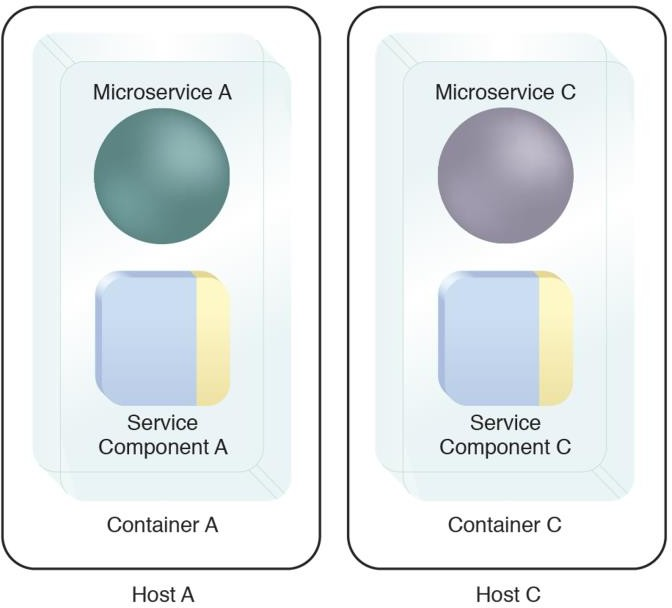 Microservice A
Service
Component A
Container A
Host A
Microservice C
Service
Component C
Container C
Host C